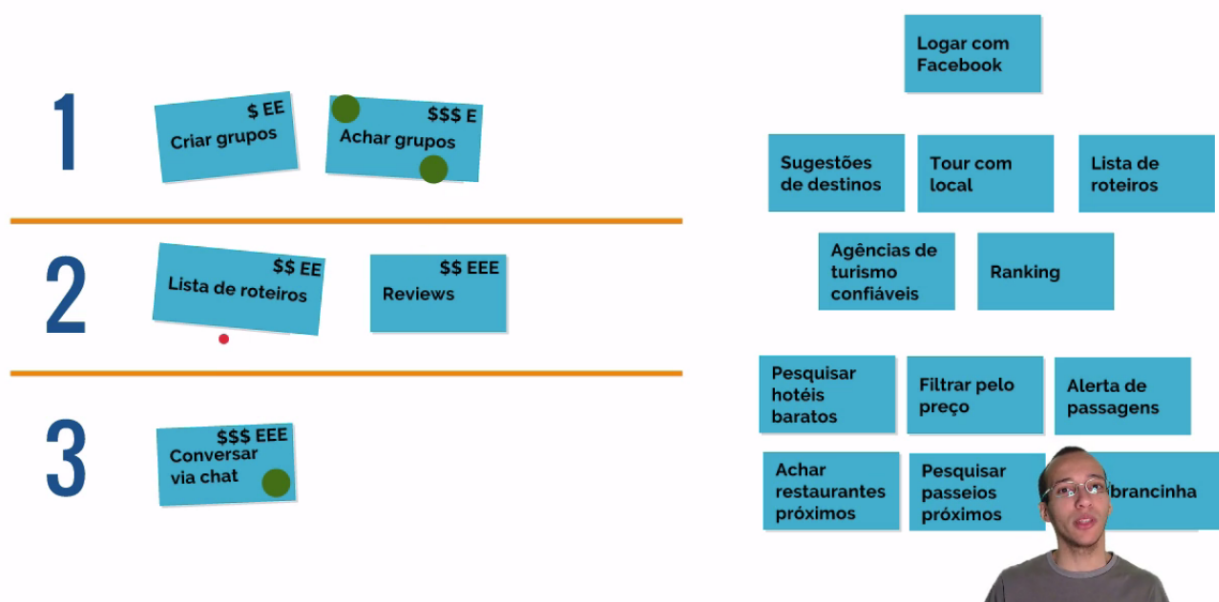 1
$ EE
Criar grupos
$$$ E
Achar grupos
2
$$ EE
Lista de roteiros
$$ EEE
Reviews
3
$$$ EEE
Conversar
via chat
Logar com
Facebook
Sugestões
de destinos
Tour com
local
Lista de
roteiros
Agências de
turismo
confiáveis
Ranking
Pesquisar
hotéis
baratos
Filtrar pelo
preço
Alerta de
passagens
Achar
restaurantes
próximos
Pesquisar
passeios
próximos
brancinha